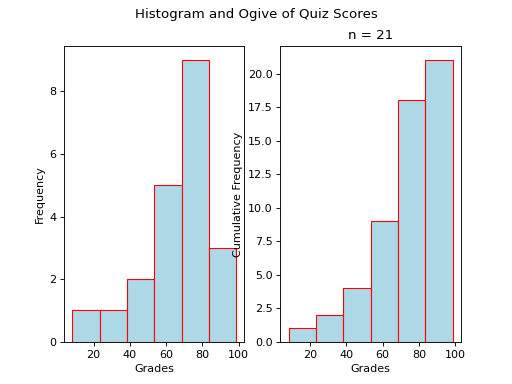 Histogram and Ogive of Quiz Scores
n = 21
Frequency
8
6
4
2
0
20 40 60 80 100
Grades
Cumulative Frequency
20.0
17.5
15.0
12.5
10.0
7.5
5.0
2.5
0.0
20 40 60 80 100
Grades